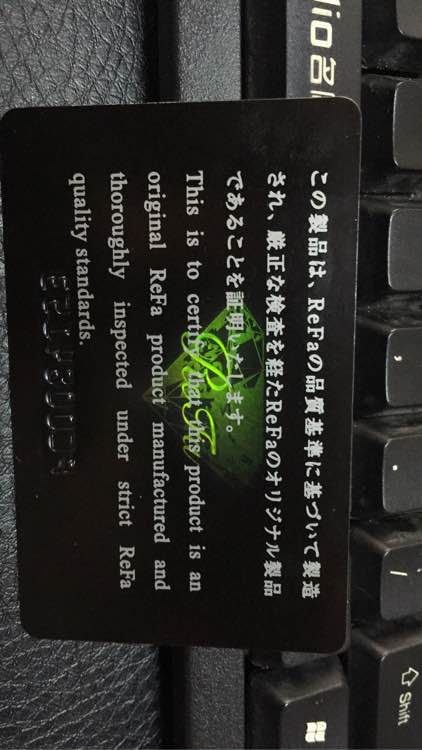 この製品は、ReFaの品質基準に基づいて製造
され、厳正な検査を経たReFaのオリジナル製品
であることを証明いたします。
This is to certify that this product is an
original ReFa product manufactured and
thoroughly inspected under strict ReFa
quality standards.
Shift